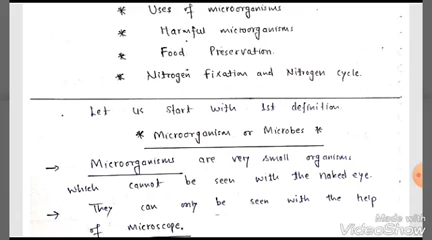 * Uses of microorganisms
* Harmful microorganisms
* Food Preservation.
* Nitrogen fixation and Nitrogen cycle.
. Let us start with 1st definition
* Microorganism or Microbes *
→ Microorganisms are very small organisms
which cannot be seen with the naked eye.
→ They can only be seen with the help
of microscope.
Made with
VideoShow